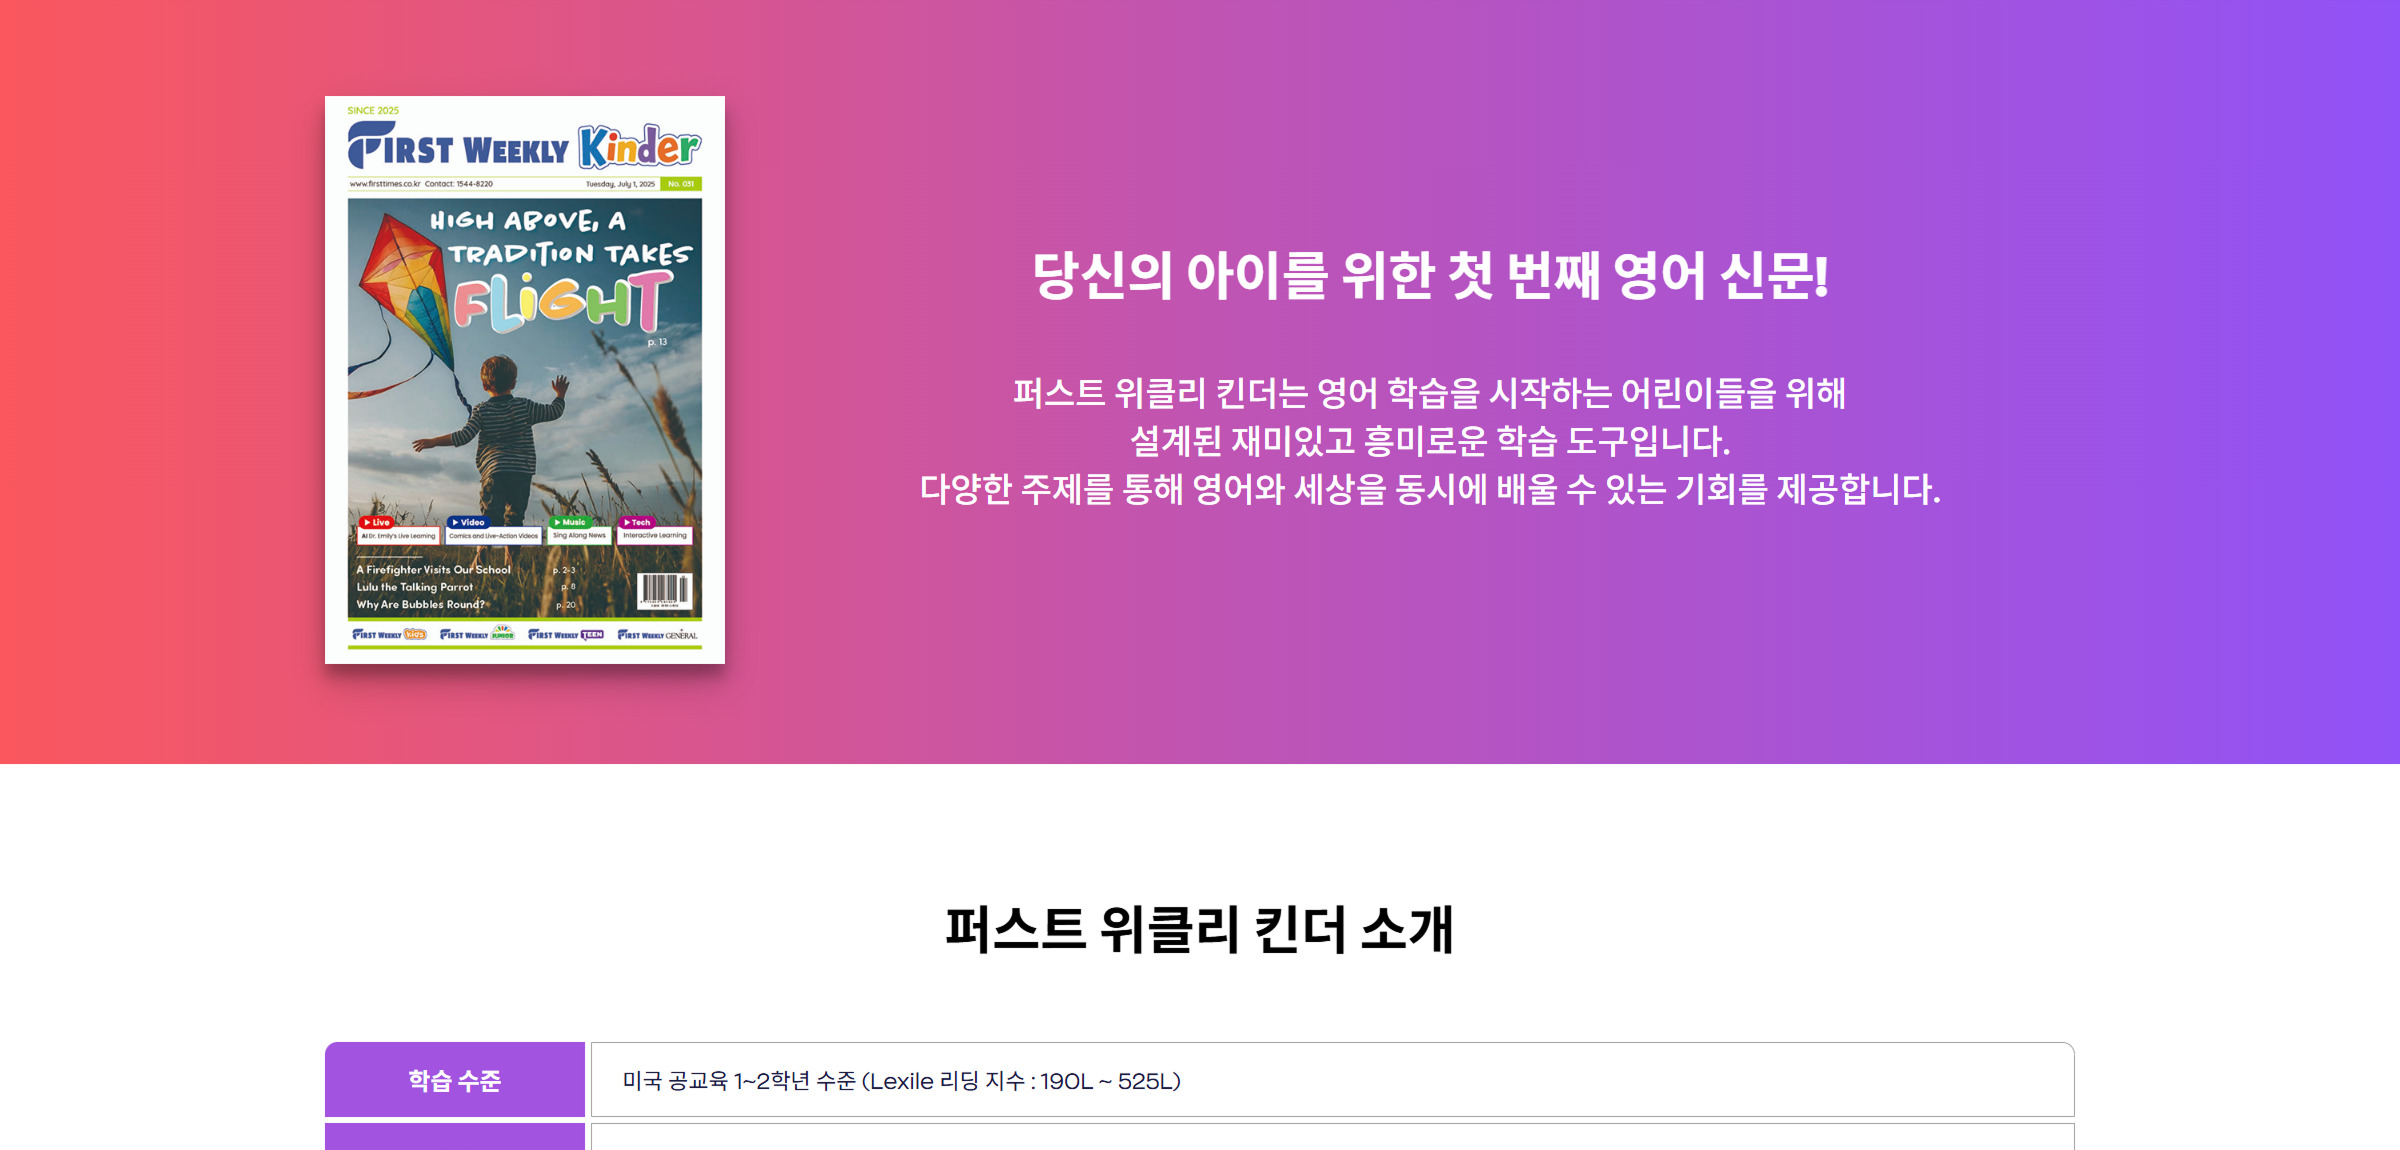 SINCE 2025
FIRST WEEKLY Kinder
www.firsttimes.co.kr Contact: 1544-8220 Tuesday, July 1, 2025 No. 031
HIGH ABOVE, A
TRADITION TAKES
FLIGHT
p. 13
Live Video Music Tech
AI Dr. Emily's Live Learning Comics and Live-Action Videos Sing Along News Interactive Learning
A Firefighter Visits Our School p. 2-3
Lulu the Talking Parrot p. 8
Why Are Bubbles Round? p. 20
FIRST WEEKLY Kids FIRST WEEKLY JUNIOR FIRST WEEKLY TEEN FIRST WEEKLY GENERAL
당신의 아이를 위한 첫 번째 영어 신문!
퍼스트 위클리 킨더는 영어 학습을 시작하는 어린이들을 위해
설계된 재미있고 흥미로운 학습 도구입니다.
다양한 주제를 통해 영어와 세상을 동시에 배울 수 있는 기회를 제공합니다.
퍼스트 위클리 킨더 소개
학습 수준
미국 공교육 1~2학년 수준 (Lexile 리딩 지수 : 190L ~ 525L)